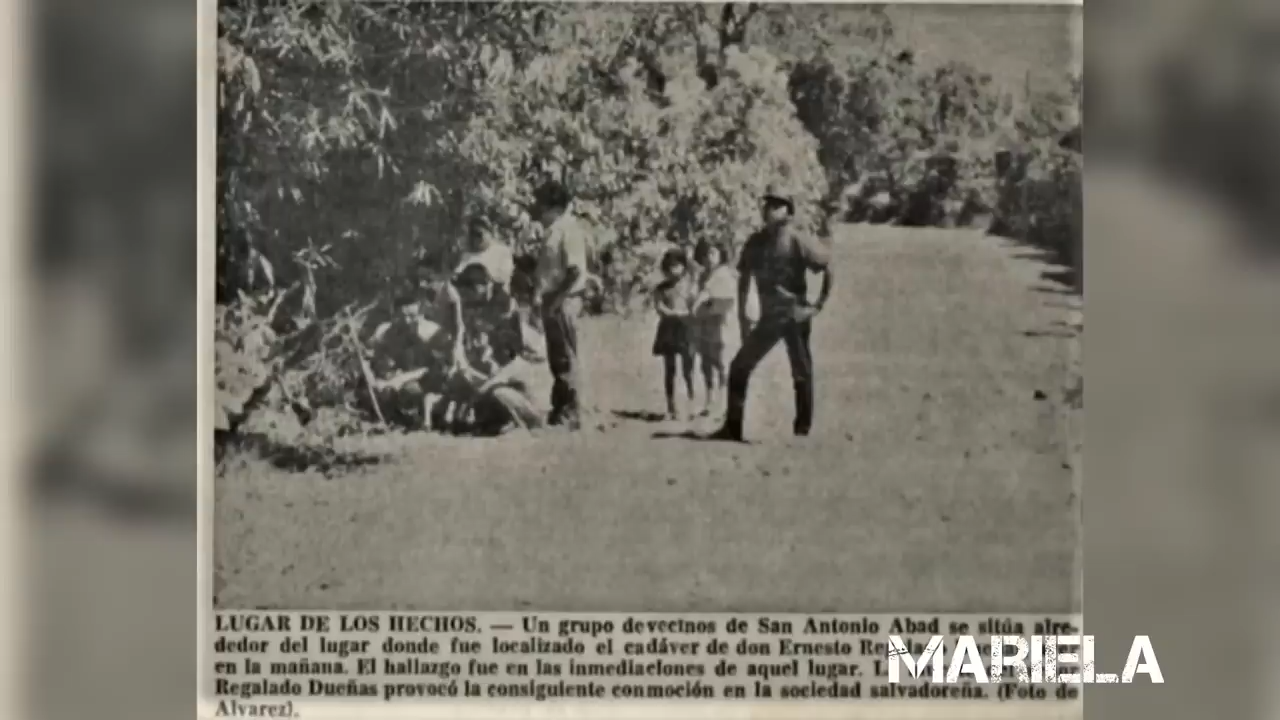 LUGAR DE LOS HECHOS. — Un grupo devecinos de San Antonio Abad se sitúa alre-
dedor del lugar donde fue localizado el cadáver de don Ernesto
en la mañana. El hallazgo fue en las inmediaciones de aquel lugar.
Regalado Dueñas provocó la consiguiente conmoción en la sociedad salvadoreña. (Foto de
Alvarez).
MARIELA